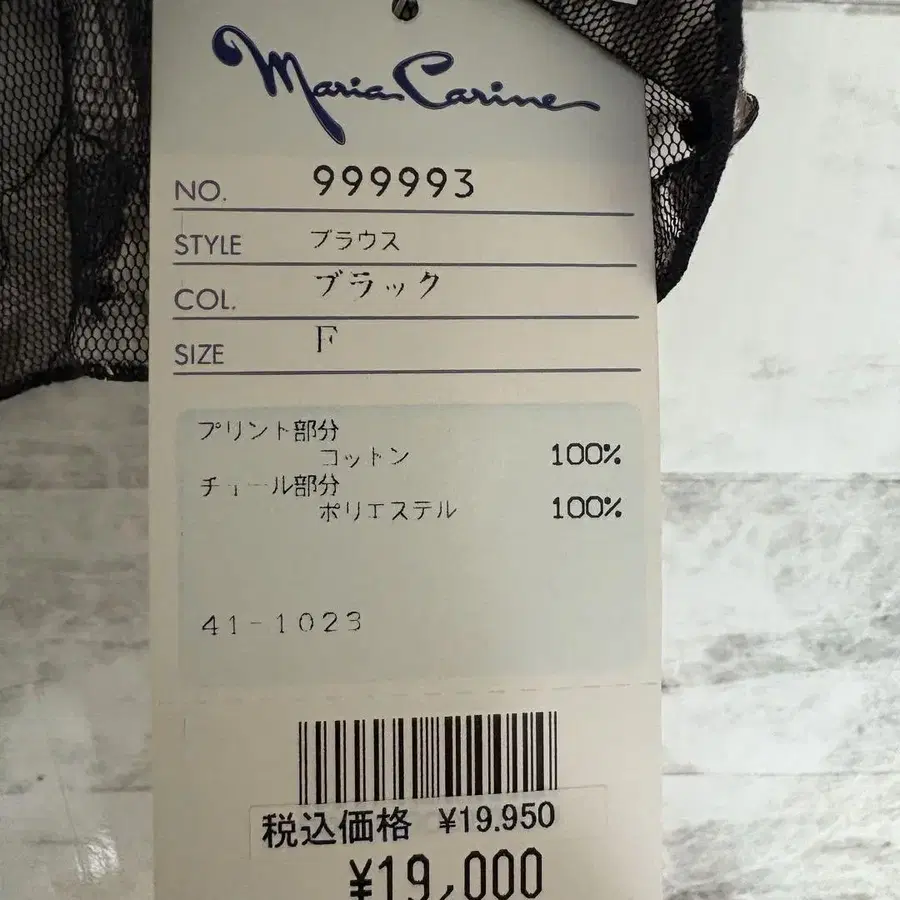 Maria Carine
NO. 999993
STYLE ブラウス
COL. ブラック
SIZE F
プリント部分
コットン 100%
チュール部分
ポリエステル 100%
41-1023
税込価格 ¥19.950
¥19,000